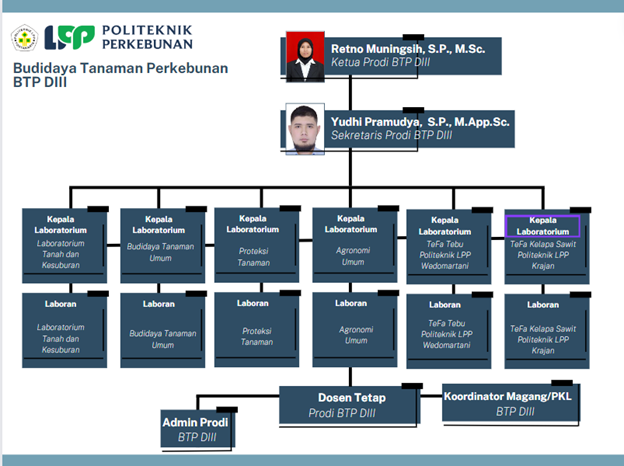 LPP POLITEKNIK
PERKEBUNAN
Budidaya Tanaman Perkebunan
BTP DIII
Retno Muningsih, S.P., M.Sc.
Ketua Prodi BTP DIII
Yudhi Pramudya, S.P., M.App.Sc.
Sekretaris Prodi BTP DIII
Kepala
Laboratorium
Laboratorium
Tanah dan
Kesuburan
Kepala
Laboratorium
Budidaya Tanaman
Umum
Kepala
Laboratorium
Proteksi
Tanaman
Kepala
Laboratorium
Agronomi
Umum
Kepala
Laboratorium
TeFa Tebu
Politeknik LPP
Wedomartani
Kepala
Laboratorium
TeFa Kelapa Sawit
Politeknik LPP
Krajan
Laboran
Laboratorium
Tanah dan
Kesuburan
Laboran
Budidaya Tanaman
Umum
Laboran
Proteksi
Tanaman
Laboran
Agronomi
Umum
Laboran
TeFa Tebu
Politeknik LPP
Wedomartani
Laboran
TeFa Kelapa Sawit
Politeknik LPP
Krajan
Dosen Tetap
Prodi BTP DIII
Koordinator Magang/PKL
BTP DIII
Admin Prodi
BTP DIII